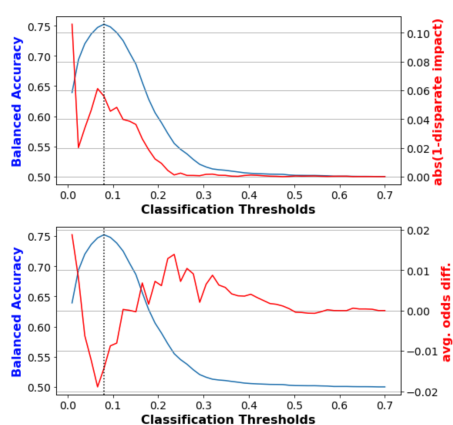 0.75
0.70
0.65
0.60
0.55
0.50
Balanced Accuracy
0.10
0.08
0.06
0.04
0.02
0.00
abs(1-disparate impact)
0.0 0.1 0.2 0.3 0.4 0.5 0.6 0.7
Classification Thresholds
0.75
0.70
0.65
0.60
0.55
0.50
Balanced Accuracy
0.02
0.01
0.00
−0.01
−0.02
avg. odds diff.
0.0 0.1 0.2 0.3 0.4 0.5 0.6 0.7
Classification Thresholds